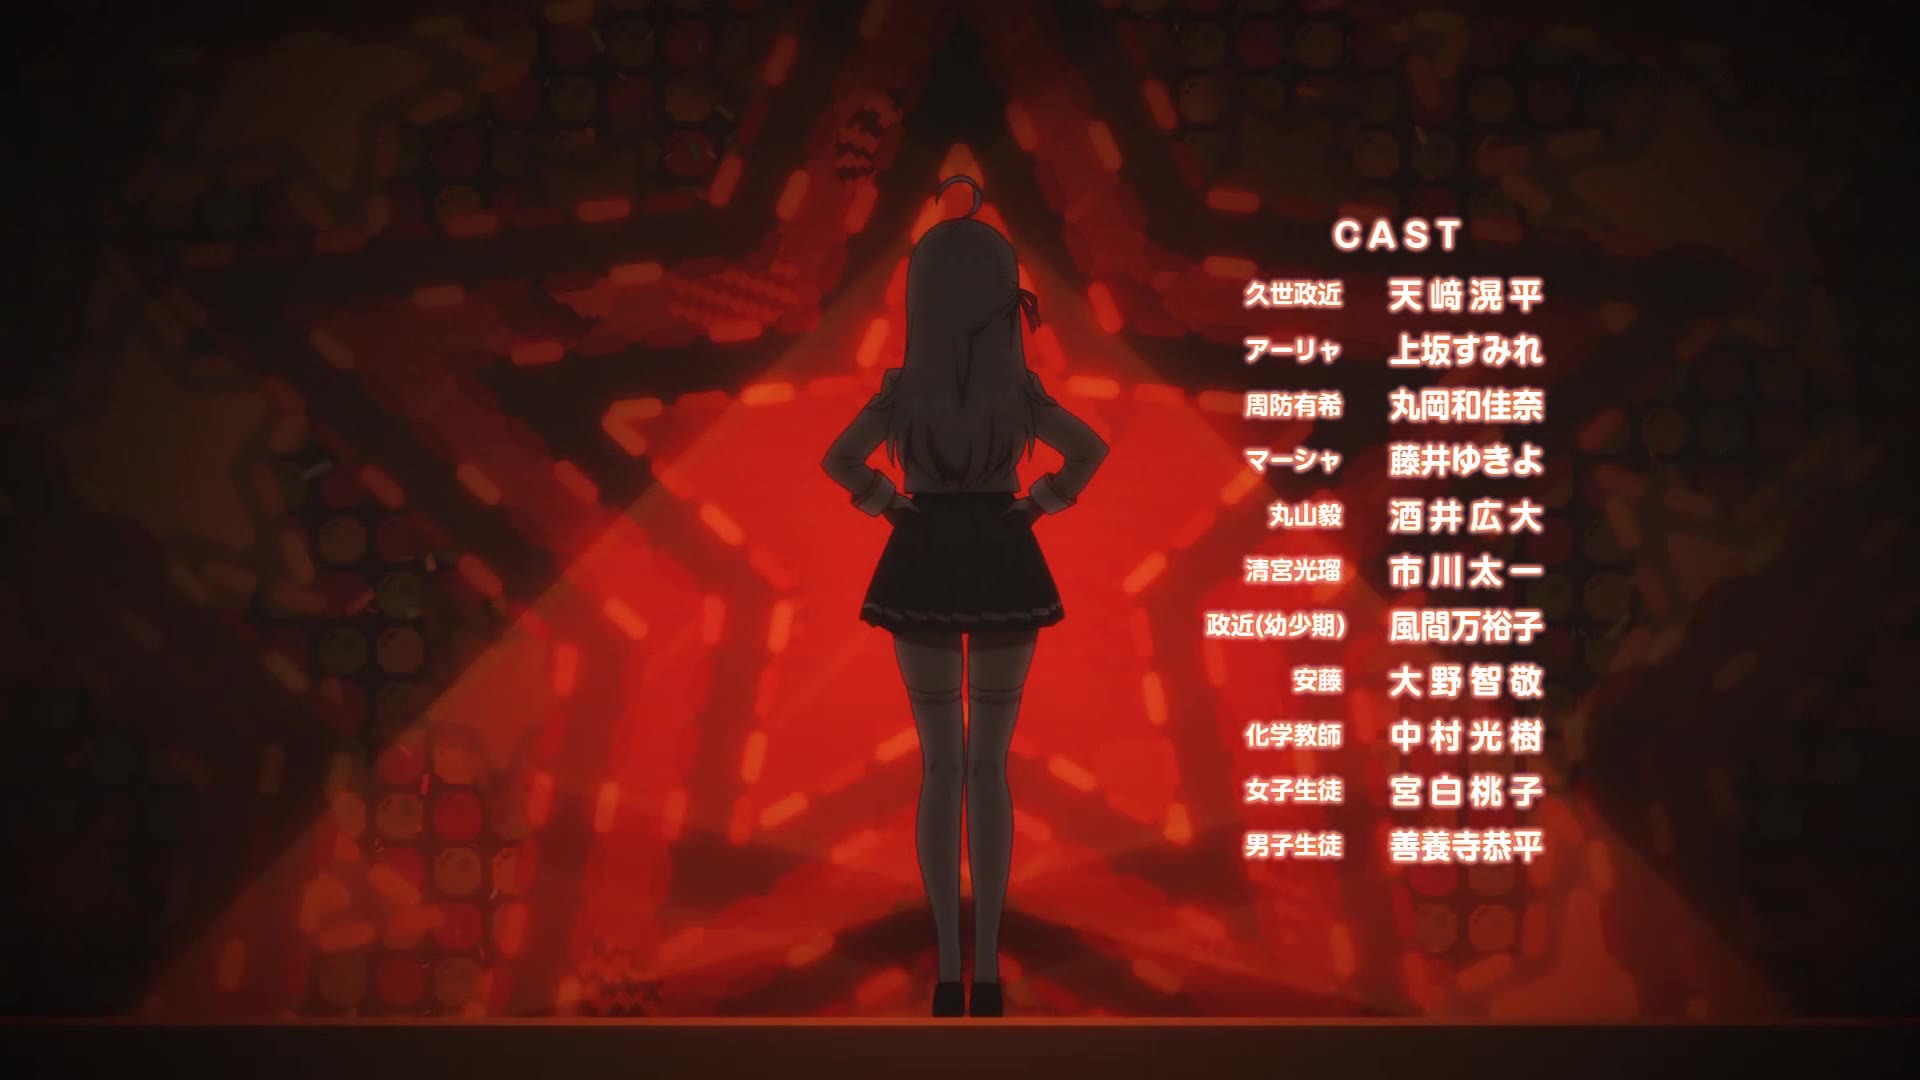 CAST
久世政近 天﨑滉平
アーリャ 上坂すみれ
周防有希 丸岡和佳奈
マーシャ 藤井ゆきよ
丸山毅 酒井広大
清宮光瑠 市川太一
政近(幼少期) 風間万裕子
安藤 大野智敬
化学教師 中村光樹
女子生徒 宮白桃子
男子生徒 善養寺恭平